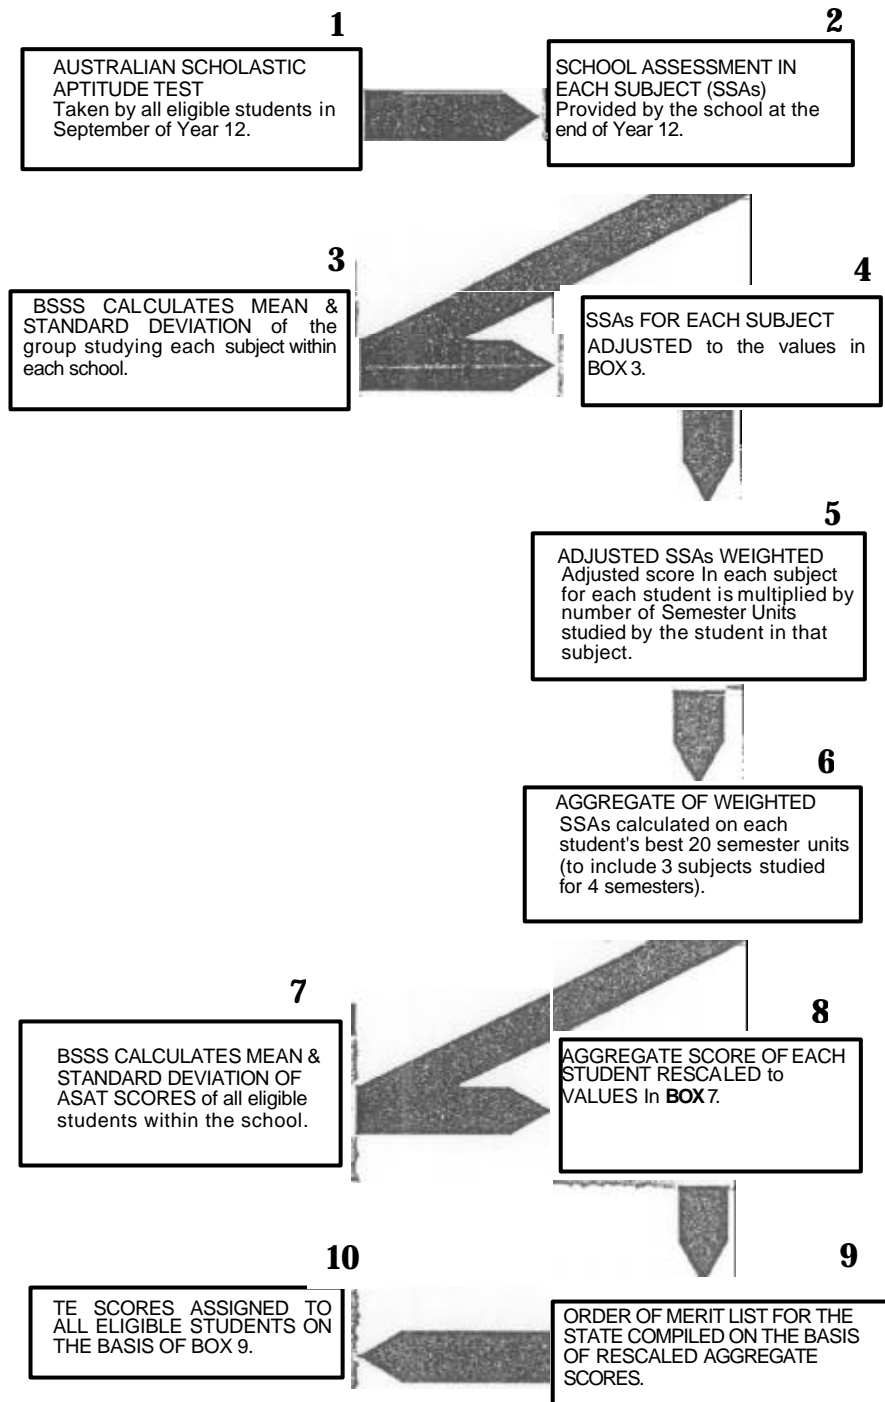 1
AUSTRALIAN SCHOLASTIC
APTITUDE TEST
Taken by all eligible students in
September of Year 12.
2
SCHOOL ASSESSMENT IN
EACH SUBJECT (SSAs)
Provided by the school at the
end of Year 12.
3
BSSS CALCULATES MEAN &
STANDARD DEVIATION of the
group studying each subject within
each school.
4
SSAs FOR EACH SUBJECT
ADJUSTED to the values in
BOX 3.
5
ADJUSTED SSAs WEIGHTED
Adjusted score In each subject
for each student is multiplied by
number of Semester Units
studied by the student in that
subject.
6
AGGREGATE OF WEIGHTED
SSAs calculated on each
student's best 20 semester units
(to include 3 subjects studied
for 4 semesters).
7
BSSS CALCULATES MEAN &
STANDARD DEVIATION OF
ASAT SCORES of all eligible
students within the school.
8
AGGREGATE SCORE OF EACH
STUDENT RESCALED to
VALUES In BOX 7.
10
TE SCORES ASSIGNED TO
ALL ELIGIBLE STUDENTS ON
THE BASIS OF BOX 9.
9
ORDER OF MERIT LIST FOR THE
STATE COMPILED ON THE BASIS
OF RESCALED AGGREGATE
SCORES.